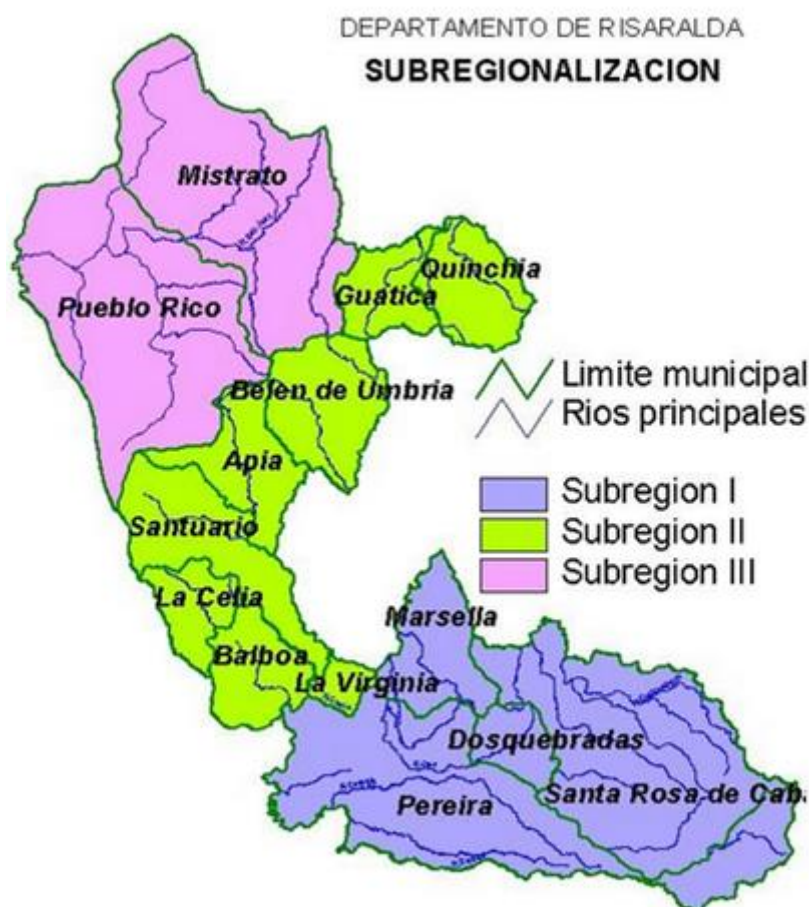 DEPARTAMENTO DE RISARALDA
SUBREGIONALIZACION
Mistrato
Quinchia
Guatica
Pueblo Rico
Limite municipal
Belen de Umbria
Rios principales
Apia
Subregion I
Santuario
Subregion II
Subregion III
La Celia
Marsella
Balboa
La Virginia
Dosquebradas
Santa Rosa de Cab
Pereira